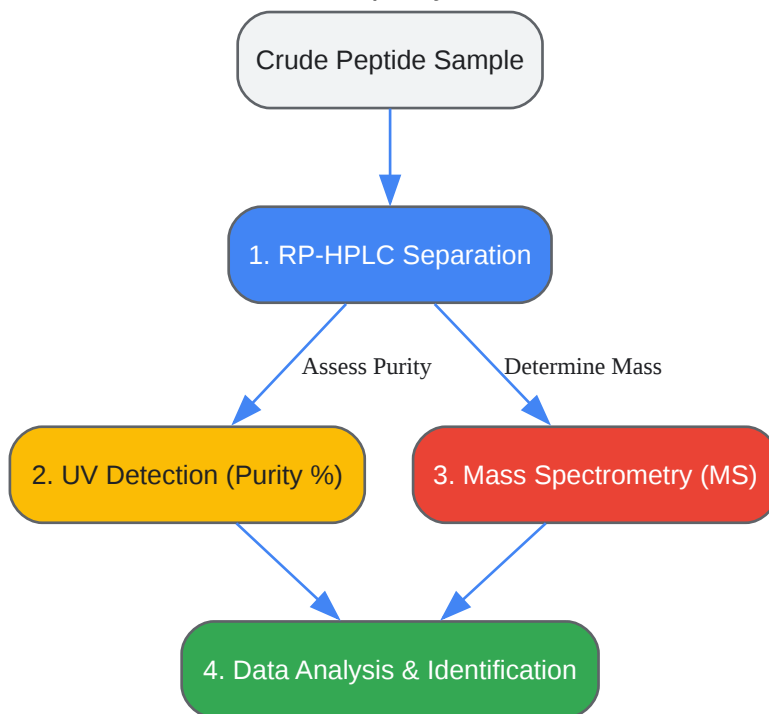 Crude Peptide Sample
1. RP-HPLC Separation
Assess Purity
Determine Mass
2. UV Detection (Purity %)
3. Mass Spectrometry (MS)
4. Data Analysis & Identification